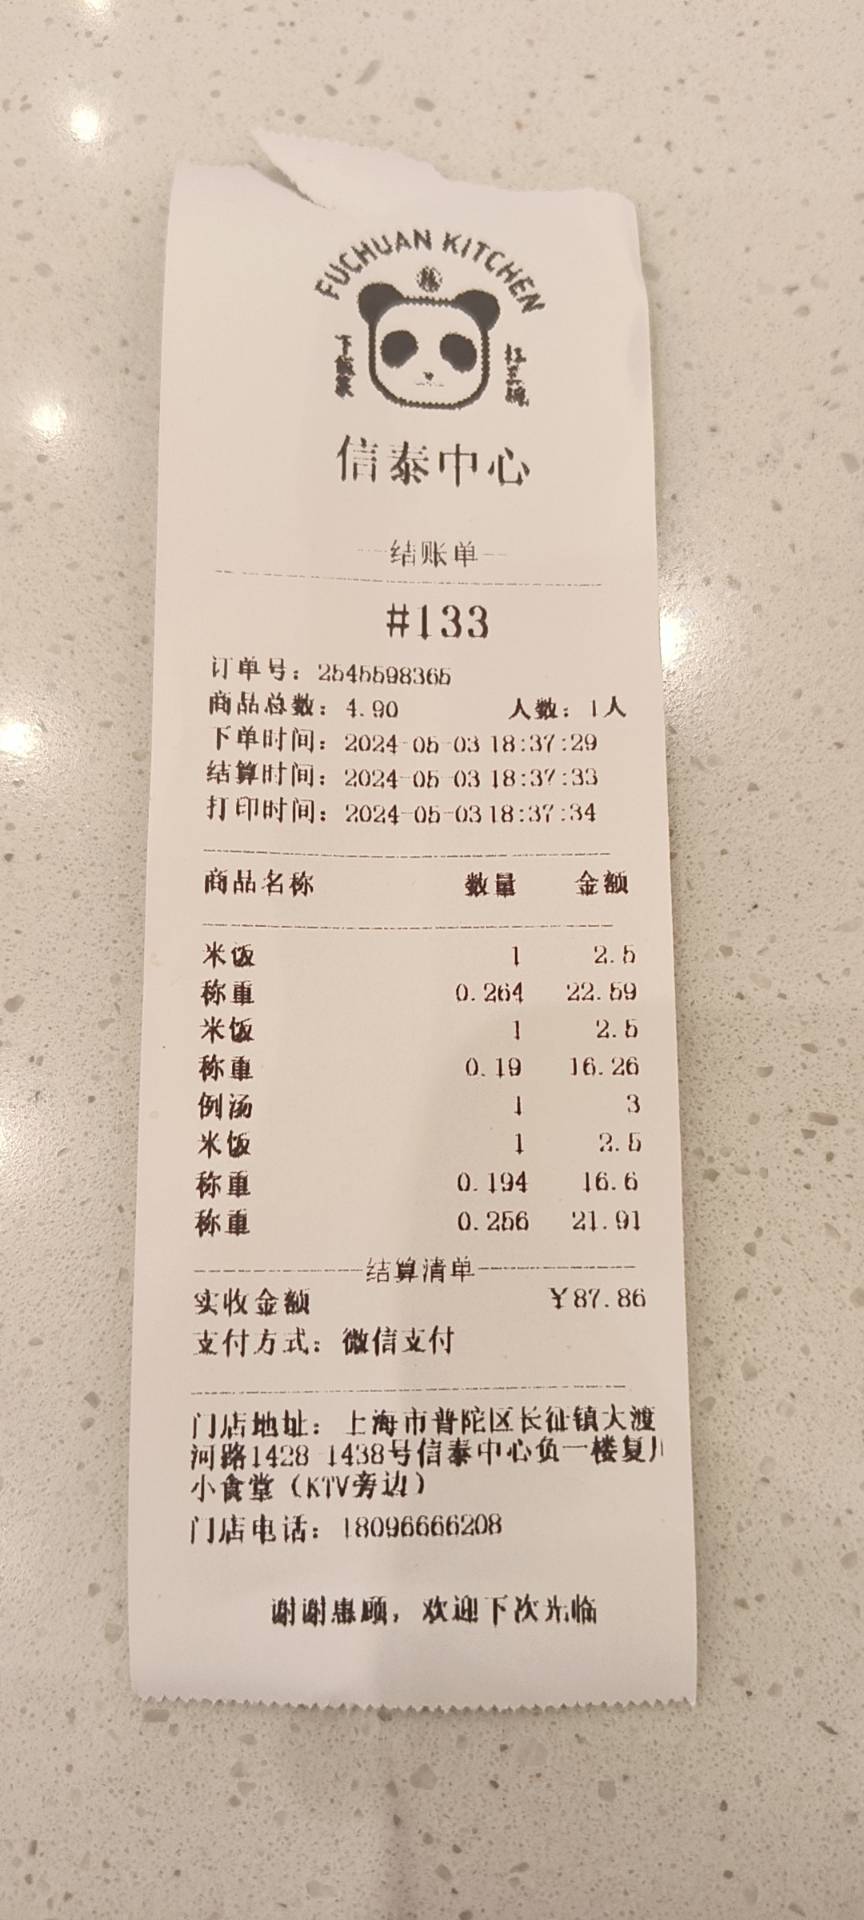 FUCHUAN KITCHEN
下饭菜
扛三碗
信泰中心
结账单
#133
订单号：2545598365
商品总数：4.90 人数：1人
下单时间：2024-05-03 18:37:29
结算时间：2024-05-03 18:37:33
打印时间：2024-05-03 18:37:34
商品名称 数量 金额
米饭 1 2.5
称重 0.264 22.59
米饭 1 2.5
称重 0.19 16.26
例汤 1 3
米饭 1 2.5
称重 0.194 16.6
称重 0.256 21.91
结算清单
实收金额 ￥87.86
支付方式：微信支付
门店地址：上海市普陀区长征镇大渡
河路1428-1438号信泰中心负一楼复川
小食堂（KTV旁边）
门店电话：18096666208
谢谢惠顾，欢迎下次光临